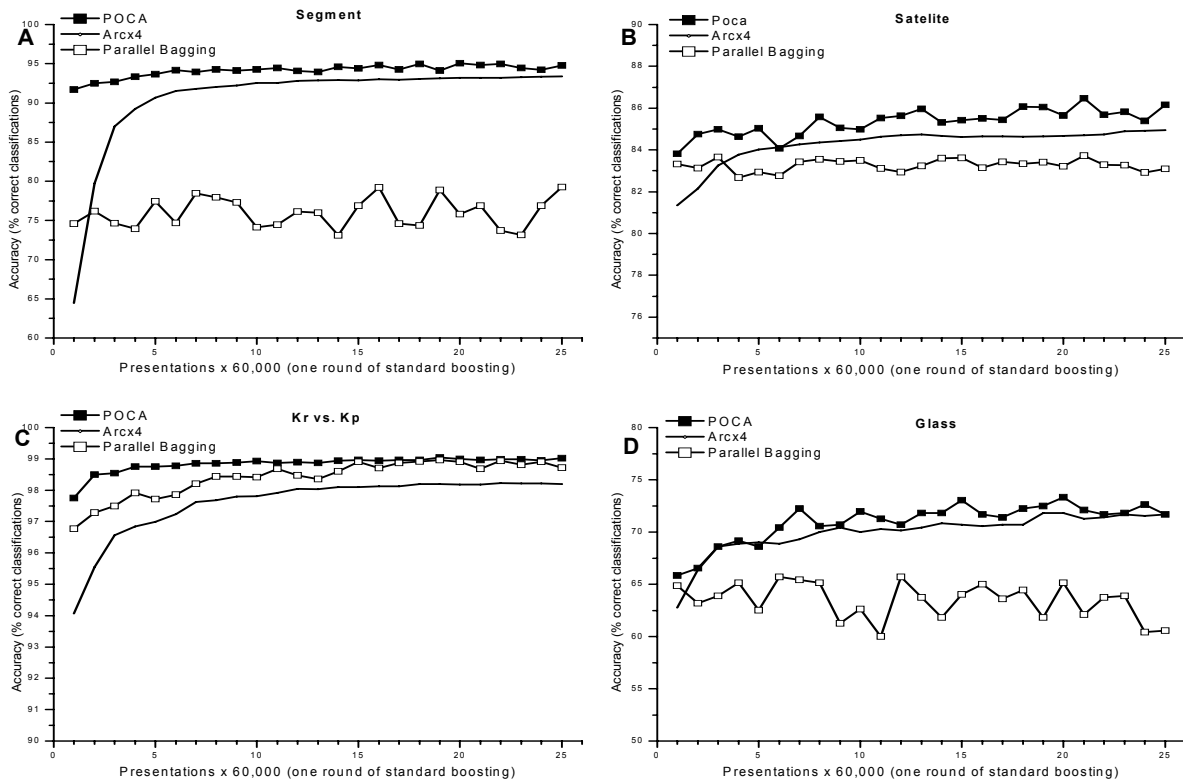 A
Segment
POCA
Arcx4
Parallel Bagging
Accuracy (% correct classifications)
100
95
90
85
80
75
70
65
60
0 5 10 15 20 25
Presentations x 60,000 (one round of standard boosting)
B
Satelite
Poca
Arcx4
Parallel Bagging
Accuracy (% correct classifications)
90
88
86
84
82
80
78
76
0 5 10 15 20 25
Presentations x 60,000 (one round of standard boosting)
C
Kr vs. Kp
POCA
Arcx4
Parallel Bagging
Accuracy (% correct classifications)
100
99
98
97
96
95
94
93
92
91
90
0 5 10 15 20 25
Presentations x 60,000 (one round of standard boosting)
D
Glass
POCA
Arcx4
Parallel Bagging
Accuracy (% correct classifications)
80
75
70
65
60
55
50
0 5 10 15 20 25
Presentations x 60,000 (one round of standard boosting)